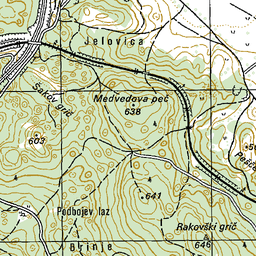 Jelovica
Medvedova peč
638
Šakov grič
603
641
Podbojev laz
Rakovški grič
646
Brinje